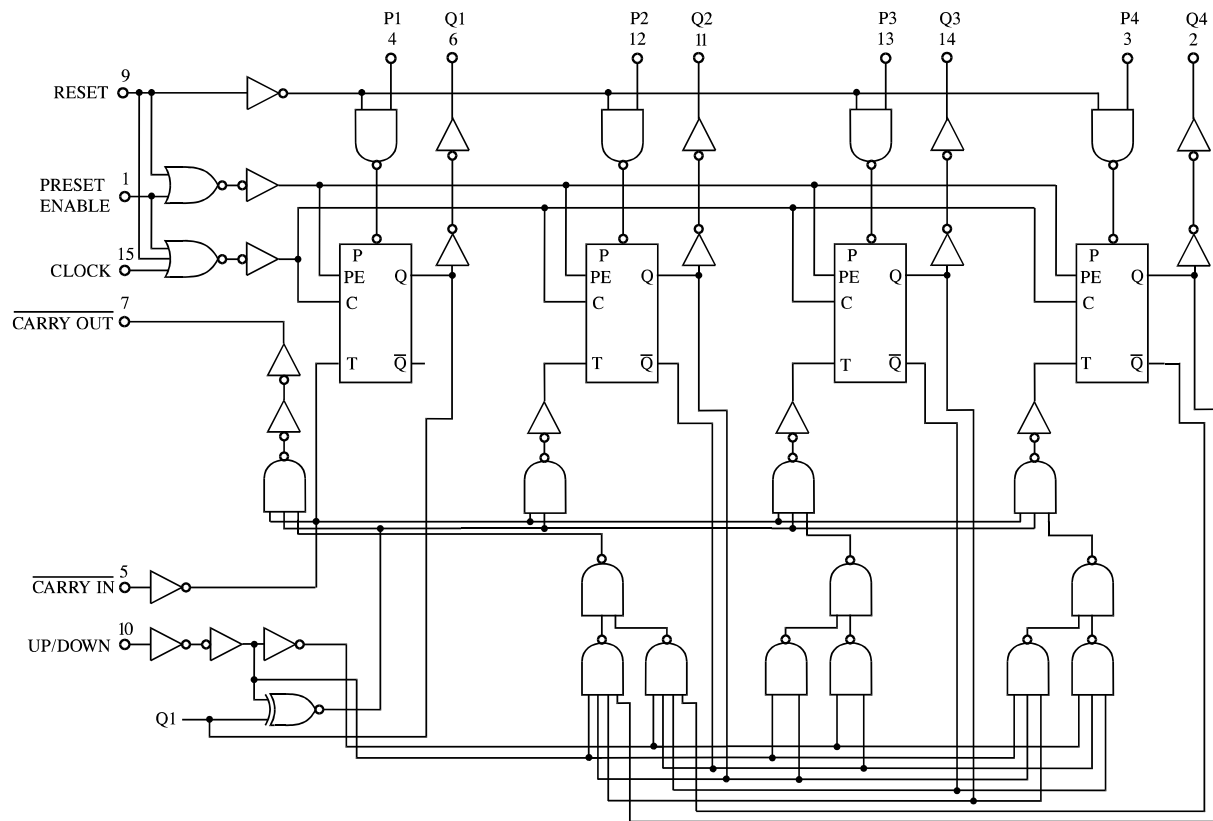 P1 Q1 P2 Q2 P3 Q3 P4 Q4
4 6 12 11 13 14 3 2
RESET 9
PRESET ENABLE 1
CLOCK 15
CARRY OUT 7
P P P P
PE Q PE Q PE Q PE Q
C C C C
T Q T Q T Q T Q
CARRY IN 5
UP/DOWN 10
Q1